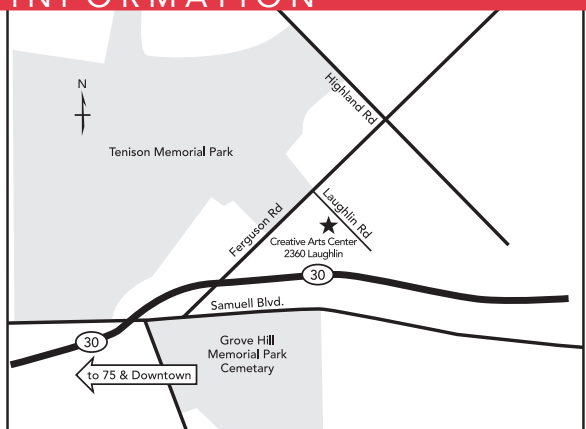 INFORMATION
N
Highland Rd
Tenison Memorial Park
Laughlin Rd
Ferguson Rd
Creative Arts Center
2360 Laughlin
30
Samuell Blvd.
30
Grove Hill
Memorial Park
Cemetery
to 75 & Downtown